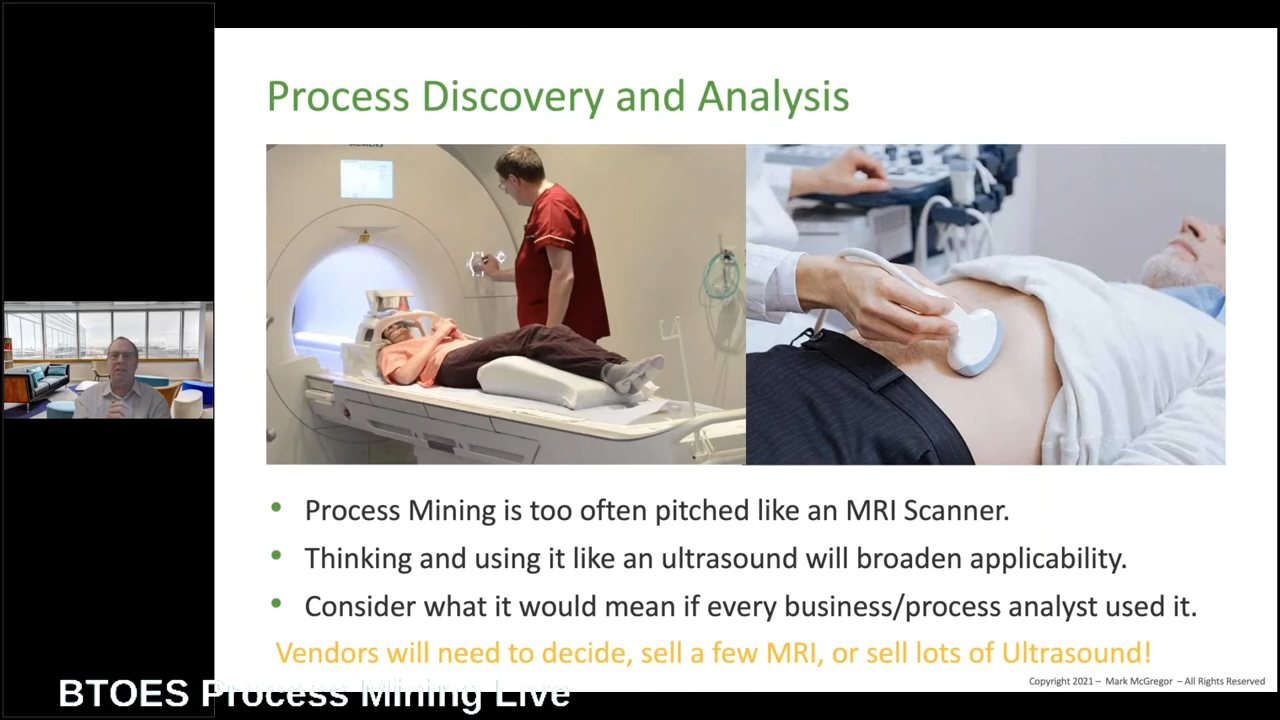 Process Discovery and Analysis
SIEMENS
• Process Mining is too often pitched like an MRI Scanner.
• Thinking and using it like an ultrasound will broaden applicability.
• Consider what it would mean if every business/process analyst used it.
Vendors will need to decide, sell a few MRI, or sell lots of Ultrasound!
Copyright 2021 – Mark McGregor – All Rights Reserved
BTOES Process Mining Live